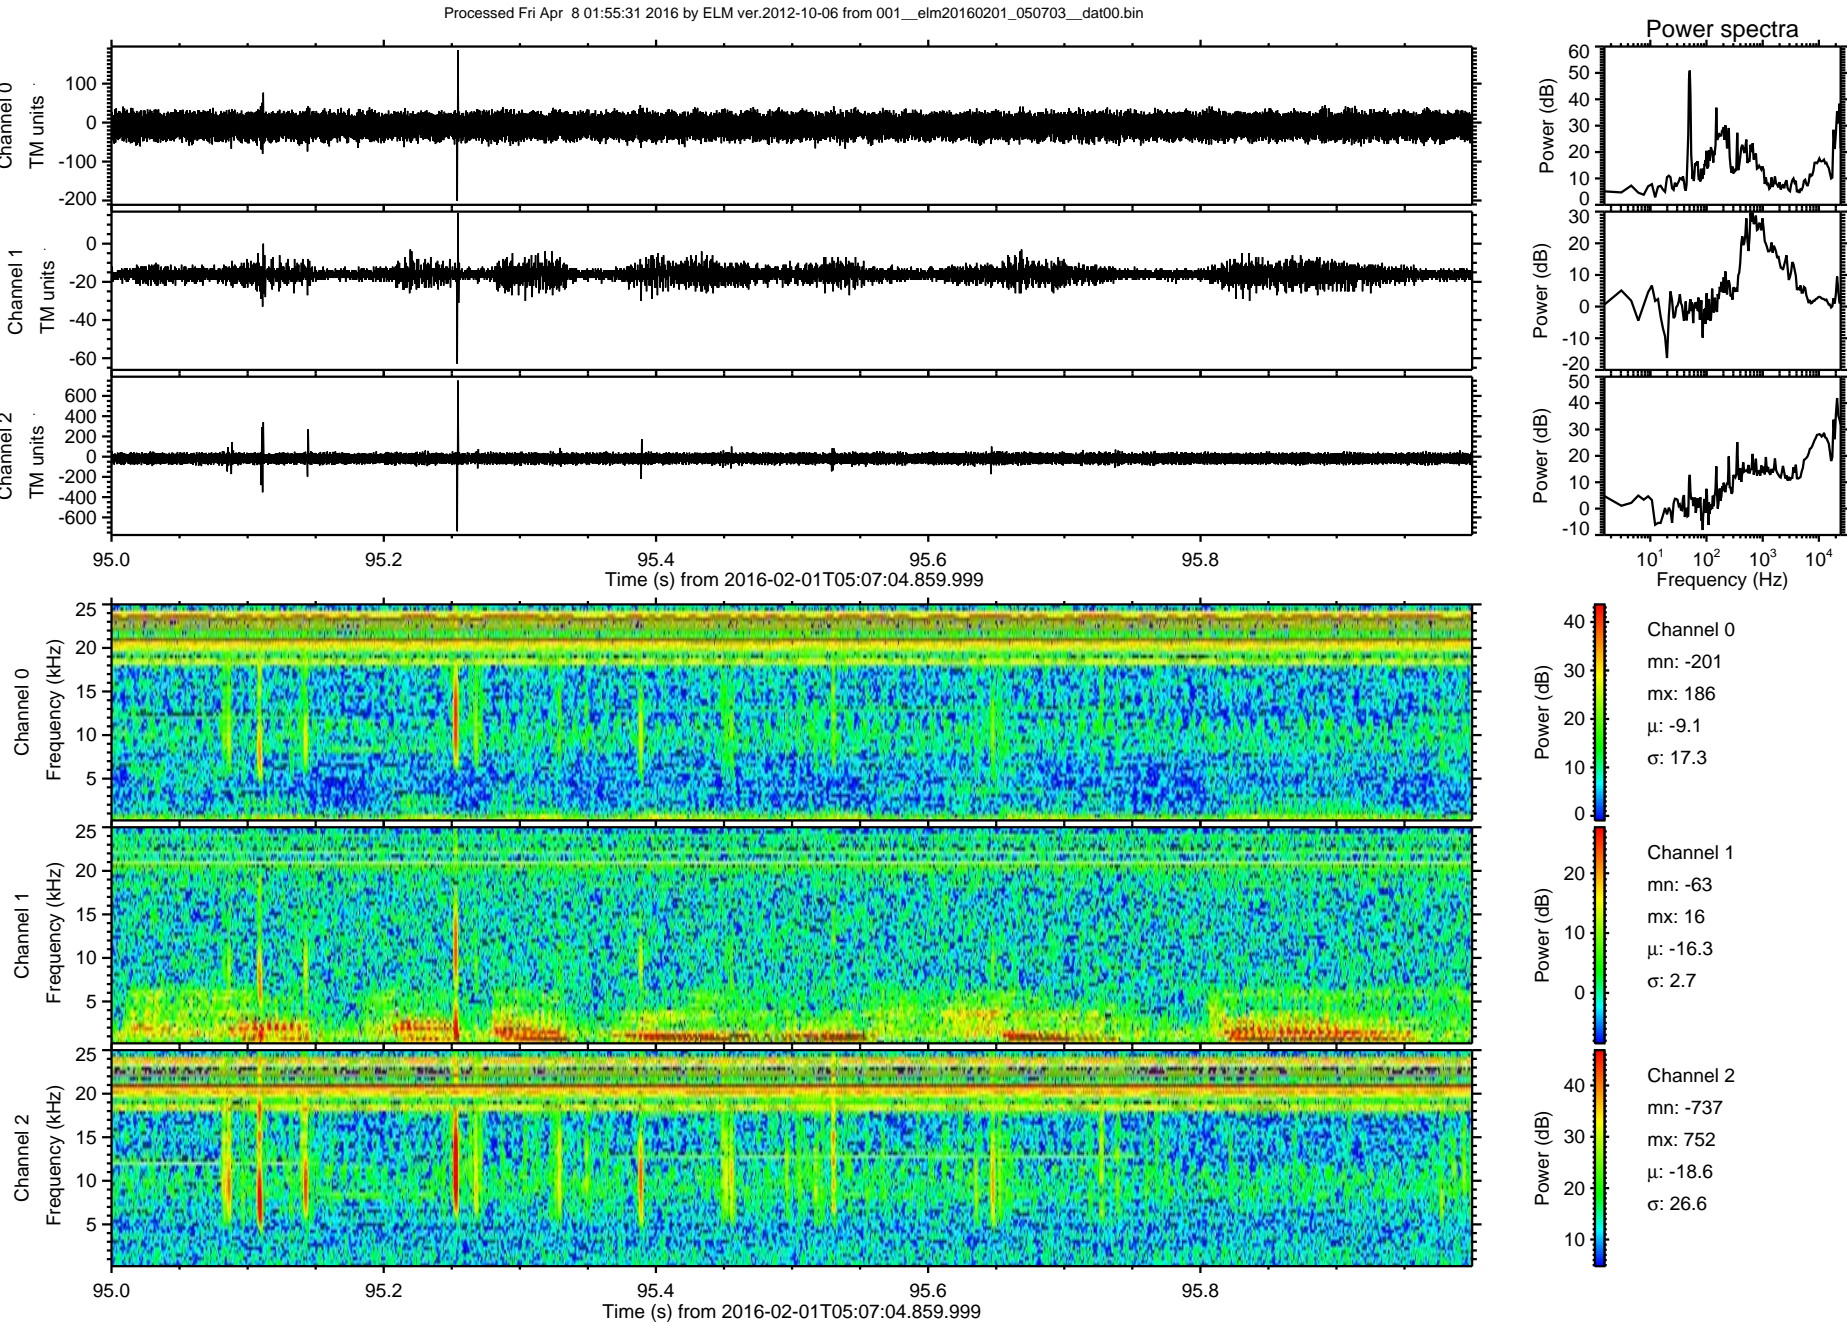 Processed Fri Apr  8 01:55:31 2016 by ELM ver.2012-10-06 from 001__elm20160201_050703__dat00.bin
Power spectra
Channel 0
TM units
100
0
-100
-200
Power (dB)
60
50
40
30
20
10
0
Channel 1
TM units
0
-20
-40
-60
Power (dB)
30
20
10
0
-10
-20
Channel 2
TM units
600
400
200
0
-200
-400
-600
Power (dB)
50
40
30
20
10
0
-10
95.0 95.2 95.4 95.6 95.8
Time (s) from 2016-02-01T05:07:04.859.999
10¹ 10² 10³ 10⁴
Frequency (Hz)
Channel 0
Frequency (kHz)
25
20
15
10
5
Power (dB)
40
30
20
10
0
Channel 0
mn: -201
mx: 186
μ: -9.1
σ: 17.3
Channel 1
Frequency (kHz)
25
20
15
10
5
Power (dB)
20
10
0
Channel 1
mn: -63
mx: 16
μ: -16.3
σ: 2.7
Channel 2
Frequency (kHz)
25
20
15
10
5
Power (dB)
40
30
20
10
Channel 2
mn: -737
mx: 752
μ: -18.6
σ: 26.6
95.0 95.2 95.4 95.6 95.8
Time (s) from 2016-02-01T05:07:04.859.999